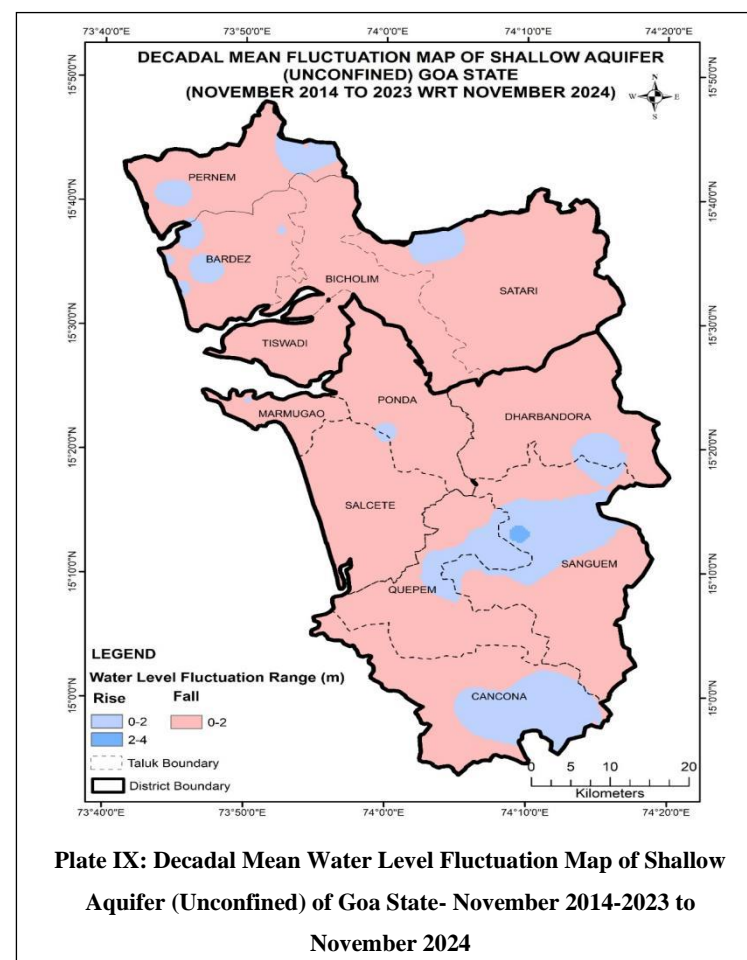 73°40'0"E 73°50'0"E 74°0'0"E 74°10'0"E 74°20'0"E
DECADAL MEAN FLUCTUATION MAP OF SHALLOW AQUIFER
(UNCONFINED) GOA STATE
(NOVEMBER 2014 TO 2023 WRT NOVEMBER 2024)
N
W E
S
15°50'0"N 15°50'0"N
PERNEM
15°40'0"N 15°40'0"N
BARDEZ
BICHOLIM
SATARI
15°30'0"N 15°30'0"N
TISWADI
PONDA
MARMUGAO
DHARBANDORA
15°20'0"N 15°20'0"N
SALCETE
SANGUEM
15°10'0"N 15°10'0"N
QUEPEM
CANCONA
15°0'0"N 15°0'0"N
LEGEND
Water Level Fluctuation Range (m)
Rise Fall
0-2 0-2
2-4
Taluk Boundary
District Boundary
0 5 10 20
Kilometers
73°40'0"E 73°50'0"E 74°0'0"E 74°10'0"E 74°20'0"E
Plate IX: Decadal Mean Water Level Fluctuation Map of Shallow
Aquifer (Unconfined) of Goa State- November 2014-2023 to
November 2024